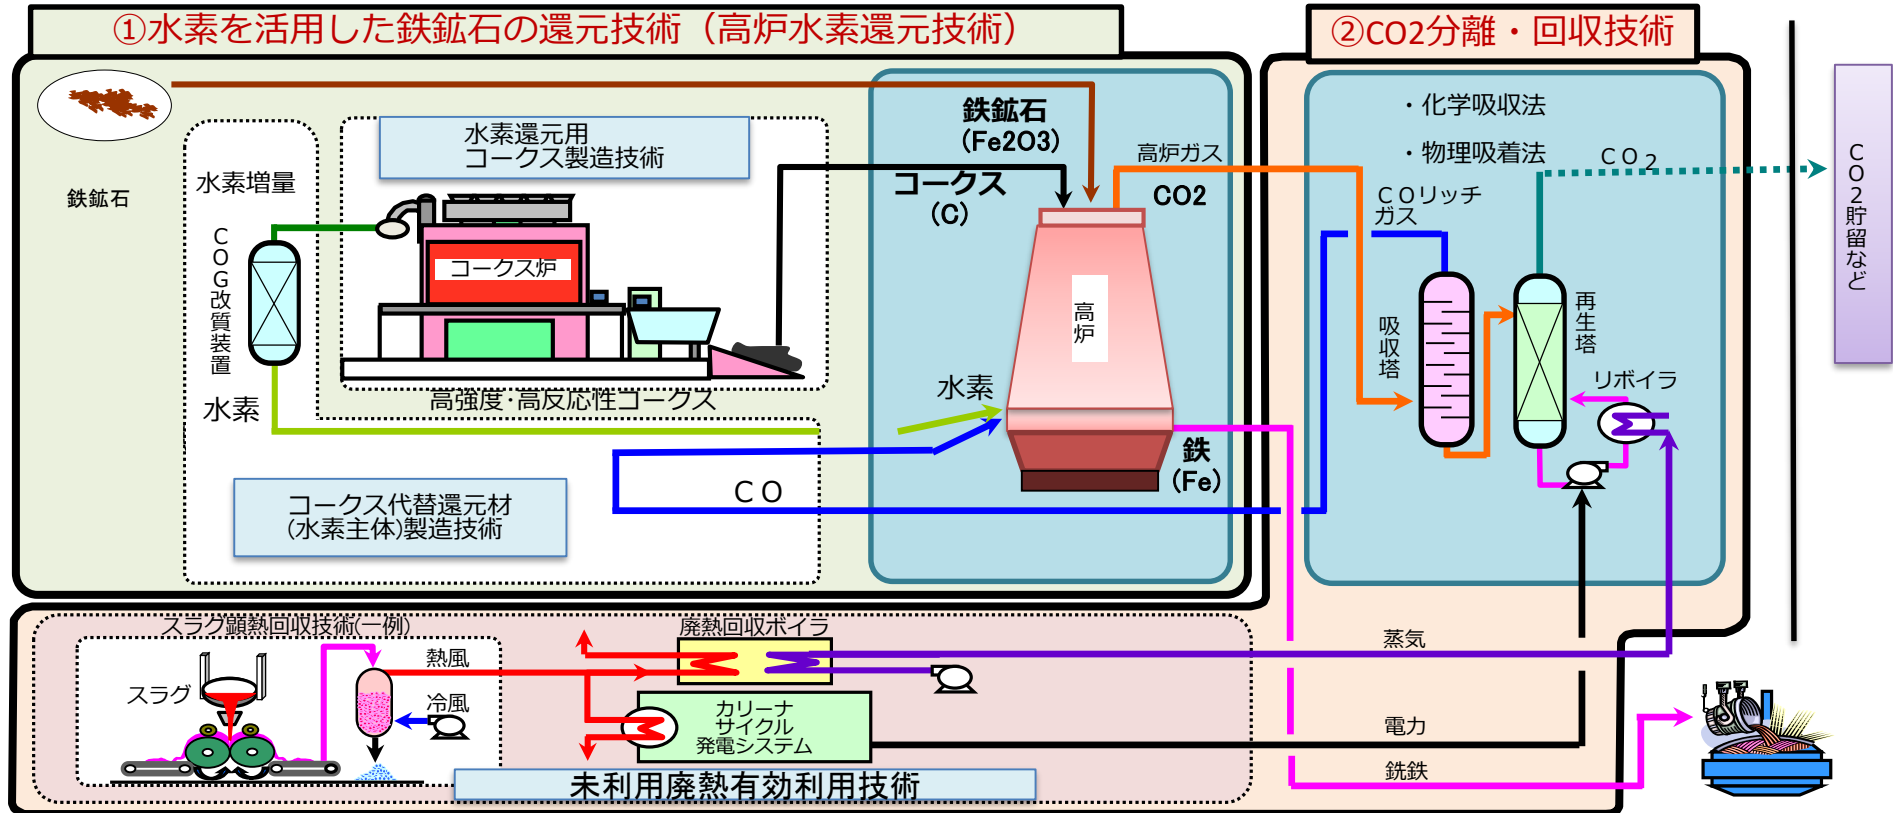 ①水素を活用した鉄鉱石の還元技術（高炉水素還元技術）
②CO2分離・回収技術
鉄鉱石
水素増量
COG改質装置
水素
水素還元用
コークス製造技術
コークス炉
高強度･高反応性コークス
コークス代替還元材
(水素主体)製造技術
鉄鉱石
(Fe2O3)
コークス
(C)
高炉ガス
CO2
高炉
水素
CO
鉄
(Fe)
・化学吸収法
・物理吸着法
CO2
COリッチ
ガス
吸収塔
再生塔
リボイラ
CO2貯留など
スラグ顕熱回収技術(一例)
スラグ
熱風
冷風
廃熱回収ボイラ
カリーナ
サイクル
発電システム
未利用廃熱有効利用技術
蒸気
電力
銑鉄